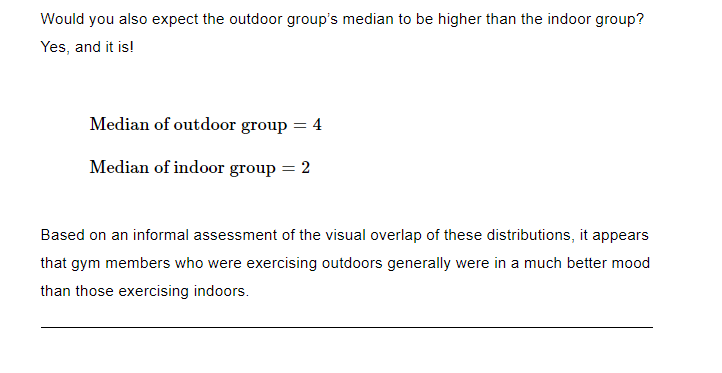 Would you also expect the outdoor group's median to be higher than the indoor group?
Yes, and it is!
Median of outdoor group = 4
Median of indoor group = 2
Based on an informal assessment of the visual overlap of these distributions, it appears
that gym members who were exercising outdoors generally were in a much better mood
than those exercising indoors.